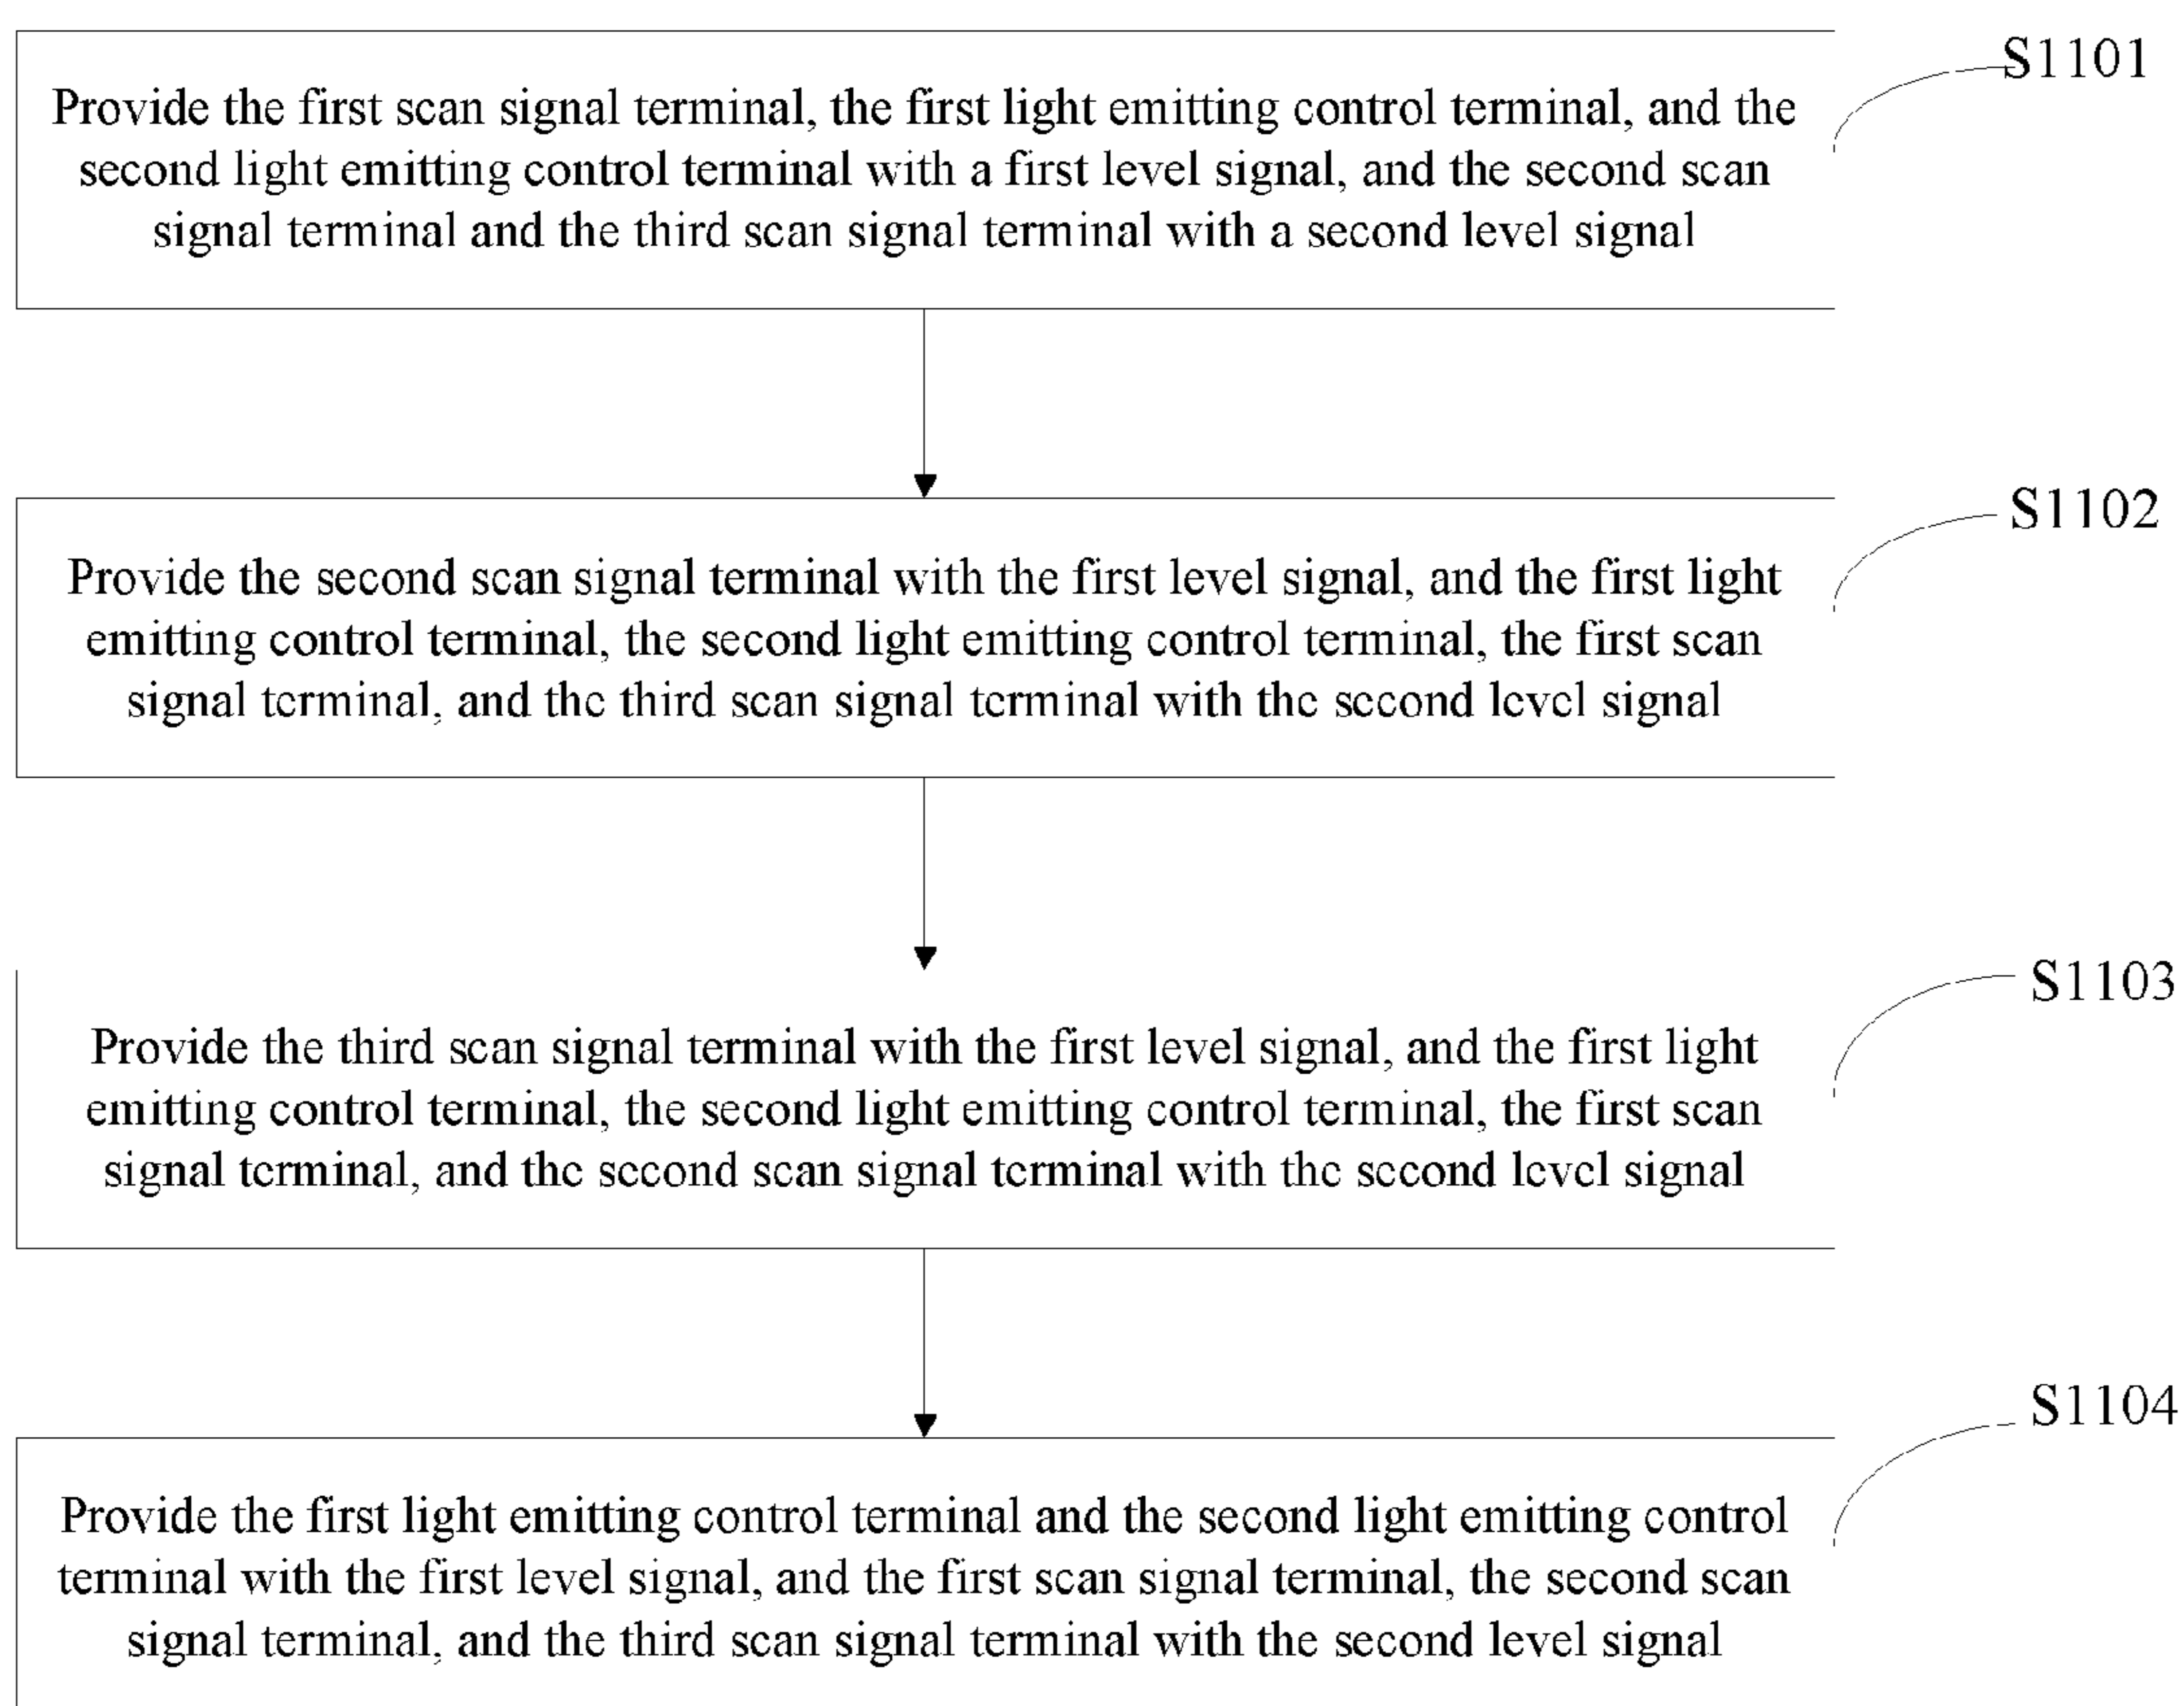 S1101
Provide the first scan signal terminal, the first light emitting control terminal, and the
second light emitting control terminal with a first level signal, and the second scan
signal terminal and the third scan signal terminal with a second level signal
S1102
Provide the second scan signal terminal with the first level signal, and the first light
emitting control terminal, the second light emitting control terminal, the first scan
signal terminal, and the third scan signal terminal with the second level signal
S1103
Provide the third scan signal terminal with the first level signal, and the first light
emitting control terminal, the second light emitting control terminal, the first scan
signal terminal, and the second scan signal terminal with the second level signal
S1104
Provide the first light emitting control terminal and the second light emitting control
terminal with the first level signal, and the first scan signal terminal, the second scan
signal terminal, and the third scan signal terminal with the second level signal